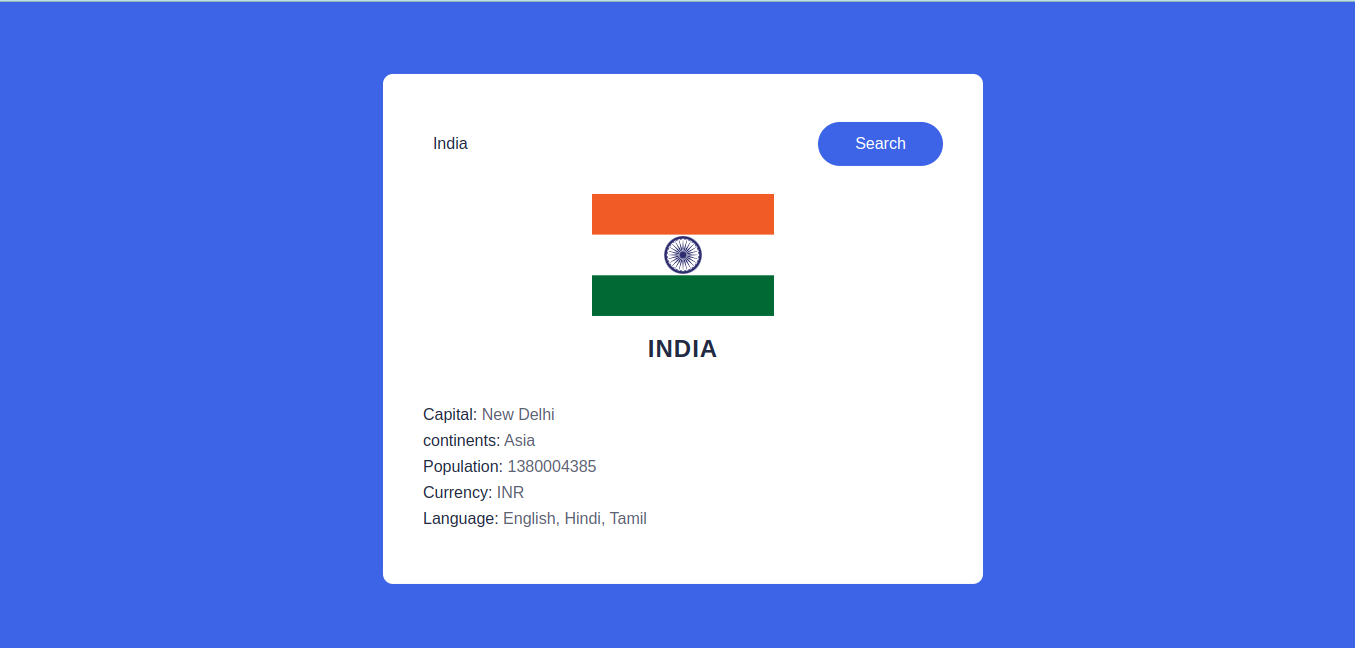 India
Search
INDIA
Capital: New Delhi
continents: Asia
Population: 1380004385
Currency: INR
Language: English, Hindi, Tamil